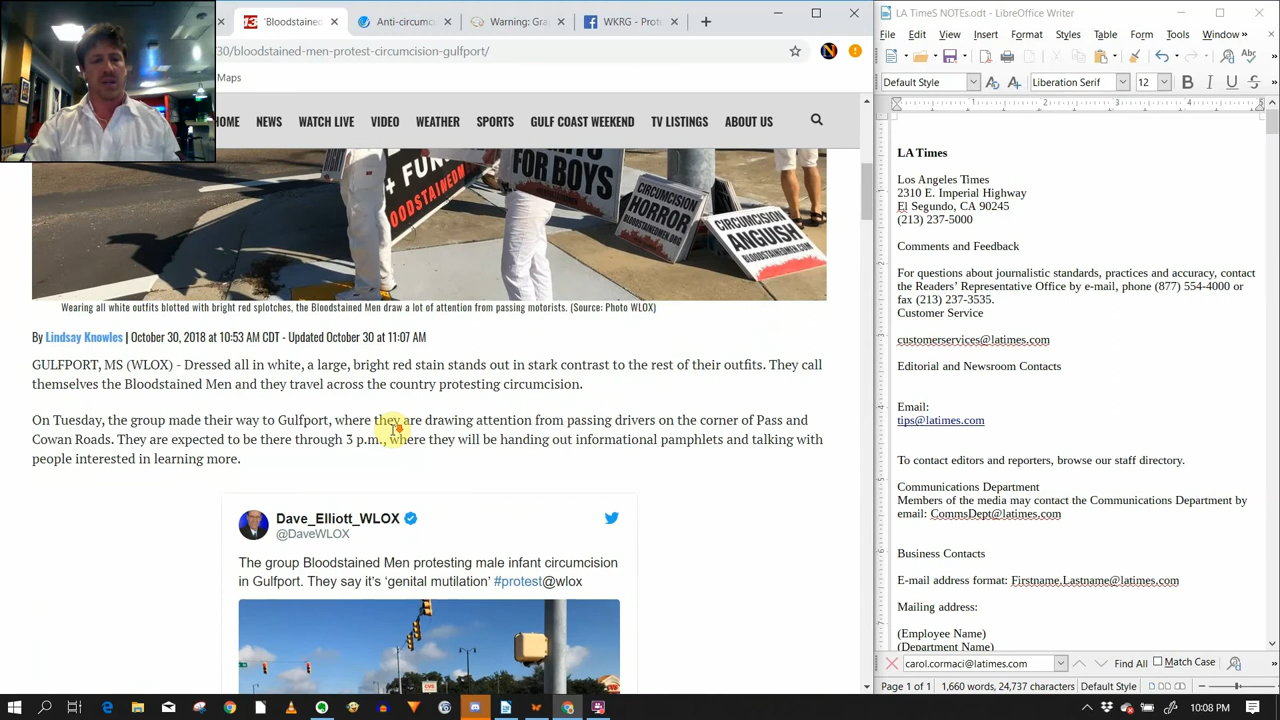 'Bloodstained
Anti-circumc
Warning: Gra
WKRG - Prote
30/bloodstained-men-protest-circumcision-gulfport/
Maps
HOME NEWS WATCH LIVE VIDEO WEATHER SPORTS GULF COAST WEEKEND TV LISTINGS ABOUT US
+ FUN
BLOODSTAINEDM
FOR BOYS
CIRCUMCISION
HORROR
BLOODSTAINEDMEN.ORG
CIRCUMCISION
ANGUISH
BLOODSTAINEDMEN.COM
Wearing all white outfits blotted with bright red splotches, the Bloodstained Men draw a lot of attention from passing motorists. (Source: Photo WLOX)
By Lindsay Knowles | October 30, 2018 at 10:53 AM CDT - Updated October 30 at 11:07 AM
GULFPORT, MS (WLOX) - Dressed all in white, a large, bright red stain stands out in stark contrast to the rest of their outfits. They call
themselves the Bloodstained Men and they travel across the country protesting circumcision.
On Tuesday, the group made their way to Gulfport, where they are drawing attention from passing drivers on the corner of Pass and
Cowan Roads. They are expected to be there through 3 p.m., where they will be handing out informational pamphlets and talking with
people interested in learning more.
Dave_Elliott_WLOX
@DaveWLOX
The group Bloodstained Men protesting male infant circumcision
in Gulfport. They say it's 'genital mutilation' #protest@wlox
LA TimeS NOTEs.odt - LibreOffice Writer
File Edit View Insert Format Styles Table Form Tools Window
Default Style Liberation Serif 12 B I U A
LA Times
Los Angeles Times
2310 E. Imperial Highway
El Segundo, CA 90245
(213) 237-5000
Comments and Feedback
For questions about journalistic standards, practices and accuracy, contact
the Readers' Representative Office by e-mail, phone (877) 554-4000 or
fax (213) 237-3535.
Customer Service
customerservices@latimes.com
Editorial and Newsroom Contacts
Email:
tips@latimes.com
To contact editors and reporters, browse our staff directory.
Communications Department
Members of the media may contact the Communications Department by
email: CommsDept@latimes.com
Business Contacts
E-mail address format: Firstname.Lastname@latimes.com
Mailing address:
(Employee Name)
(Department Name)
carol.cormaci@latimes.com Find All Match Case
Page 1 of 1 1,660 words, 24,737 characters Default Style
10:08 PM